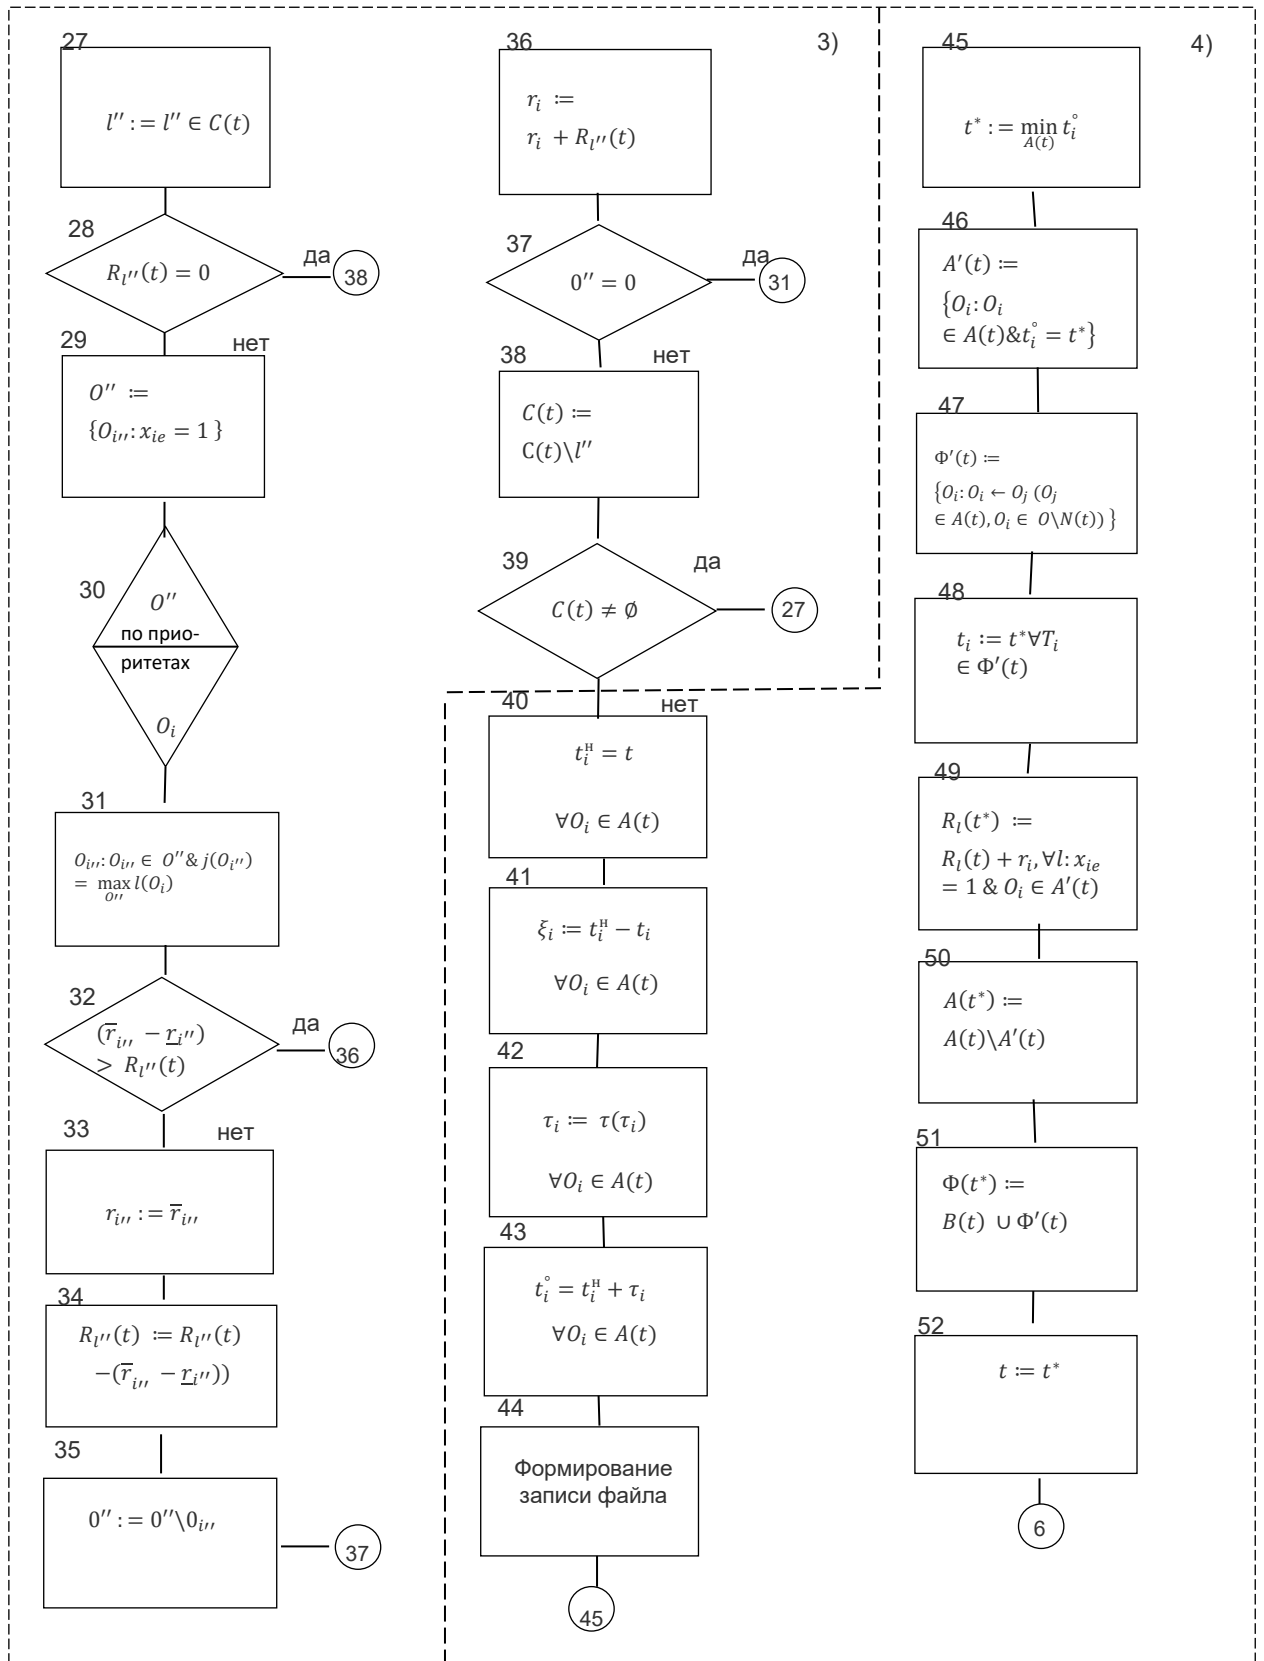 27
l′′ : = l′′ ∈ C(t)
28
R_{l′′}(t) = 0
да
38
29
нет
O′′ ≔
{O_{i′′}: x_{ie} = 1 }
30
O′′
по прио-
ритетах
O_i
31
O_{i′′}: O_{i′′} ∈ O′′& j(O_{i′′})
= max_{O′′} l(O_i)
32
(r̅_{i′′} − r̲_{i′′})
> R_{l′′}(t)
да
36
33
нет
r_{i′′} : = r̅_{i′′}
34
R_{l′′}(t) ≔ R_{l′′}(t)
−(r̅_{i′′} − r̲_{i′′}))
35
0′′ : = 0′′\0_{i′′}
37
3)
36
r_i ≔
r_i + R_{l′′}(t)
37
0′′ = 0
да
31
38
нет
C(t) ≔
C(t)\l′′
39
да
C(t) ≠ ∅
27
40
нет
t_i^н = t
∀O_i ∈ A(t)
41
ξ_i ≔ t_i^н − t_i
∀O_i ∈ A(t)
42
τ_i ≔ τ(τ_i)
∀O_i ∈ A(t)
43
t_i^° = t_i^н + τ_i
∀O_i ∈ A(t)
44
Формирование
записи файла
45
4)
45
t* : = min_{A(t)} t_i^°
46
A′(t) ≔
{O_i: O_i
∈ A(t)&t_i^° = t*}
47
Φ′(t) ≔
{O_i: O_i ← O_j (O_j
∈ A(t), O_i ∈ O\N(t)) }
48
t_i ≔ t*∀T_i
∈ Φ′(t)
49
R_l(t*) ≔
R_l(t) + r_i, ∀l: x_{ie}
= 1 & O_i ∈ A′(t)
50
A(t*) ≔
A(t)\A′(t)
51
Φ(t*) ≔
B(t) ∪ Φ′(t)
52
t ≔ t*
6